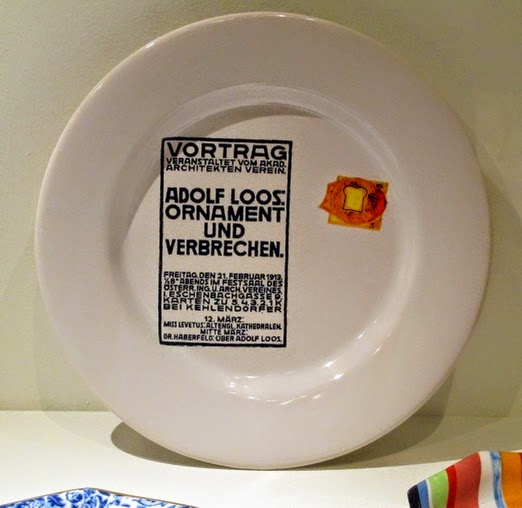 VORTRAG
VERANSTALTET VOM AKAD.
ARCHITEKTEN VEREIN.
ADOLF LOOS:
ORNAMENT
UND
VERBRECHEN.
FREITAG, DEN 21. FEBRUAR 1913,
½8ʰ ABENDS IM FESTSAAL DES
ÖSTERR. ING. U. ARCH. VEREINES,
I. ESCHENBACHGASSE 9.
KARTEN ZU 5, 4, 3, 2, 1 K
BEI KEHLENDORFER
12. MÄRZ:
MISS LEVETUS: ALTENGL. KATHEDRALEN.
MITTE MÄRZ:
DR. HABERFELD: ÜBER ADOLF LOOS.